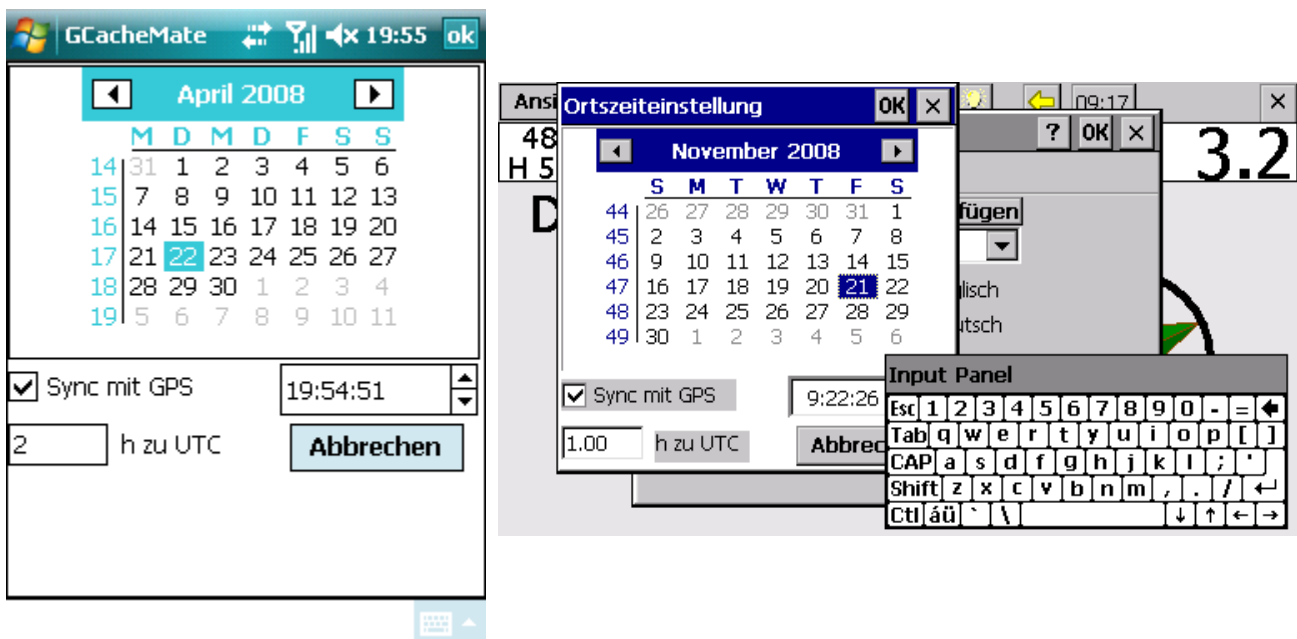 GCacheMate 19:55 ok
April 2008
M D M D F S S
14 31 1 2 3 4 5 6
15 7 8 9 10 11 12 13
16 14 15 16 17 18 19 20
17 21 22 23 24 25 26 27
18 28 29 30 1 2 3 4
19 5 6 7 8 9 10 11
Sync mit GPS 19:54:51
2 h zu UTC Abbrechen
Ansi 09:17
Ortszeiteinstellung OK
48 ? OK 3.2
H 5
November 2008
S M T W T F S
44 26 27 28 29 30 31 1
45 2 3 4 5 6 7 8
46 9 10 11 12 13 14 15
47 16 17 18 19 20 21 22
48 23 24 25 26 27 28 29
49 30 1 2 3 4 5 6
D
fügen
lisch
utsch
Sync mit GPS 9:22:26
1.00 h zu UTC Abbrec
Input Panel
Esc 1 2 3 4 5 6 7 8 9 0 - =
Tab q w e r t y u i o p [ ]
CAP a s d f g h j k l ; '
Shift z x c v b n m , . /
Ctl áü ` \ ↓ ↑ ← →